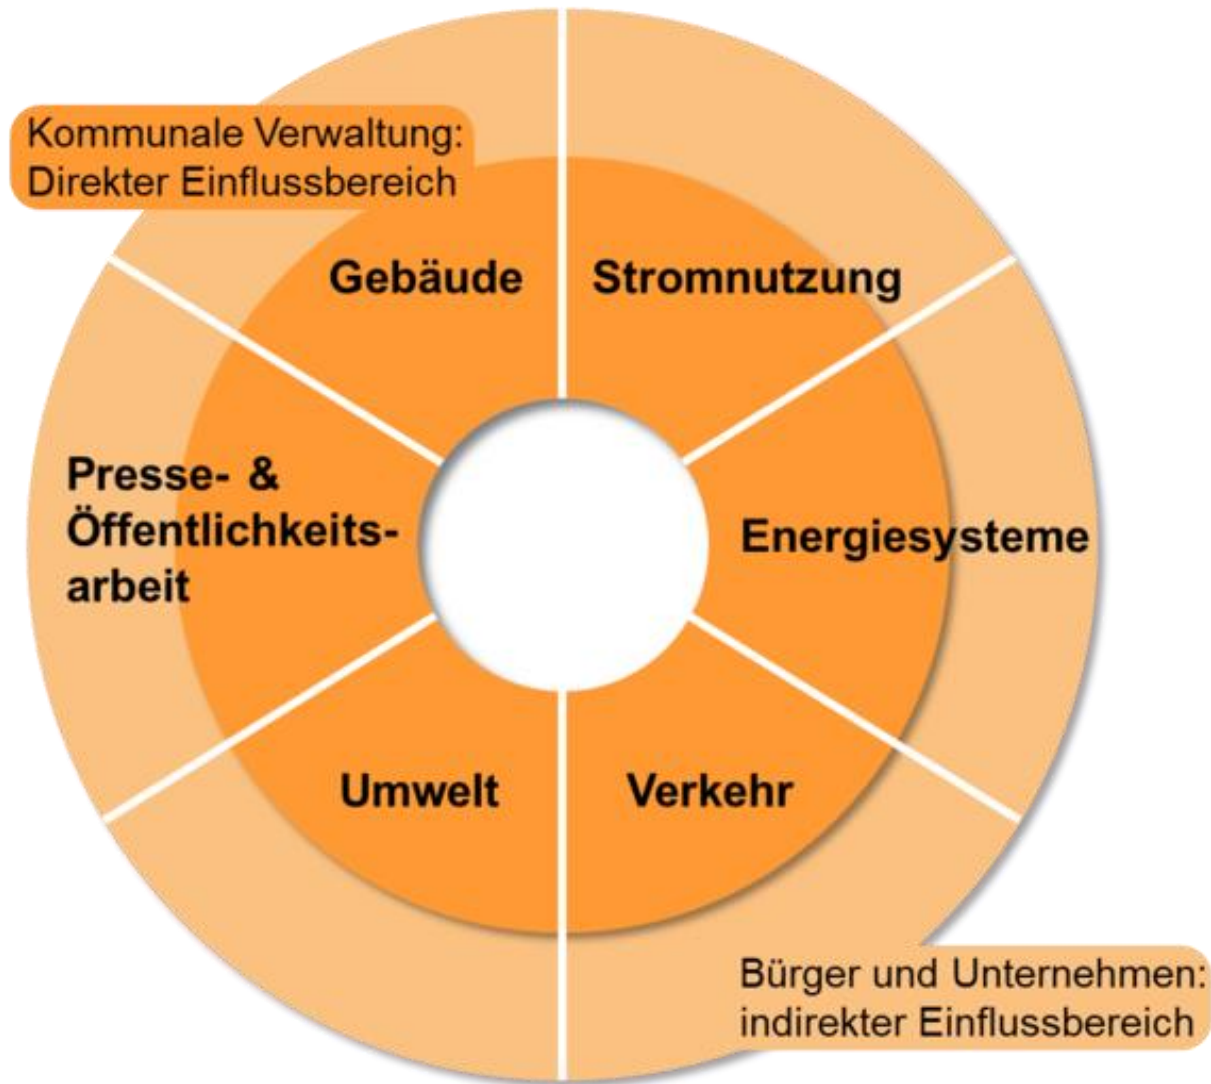 Kommunale Verwaltung:
Direkter Einflussbereich
Gebäude
Stromnutzung
Presse- &
Öffentlichkeits-
arbeit
Energiesysteme
Umwelt
Verkehr
Bürger und Unternehmen:
indirekter Einflussbereich